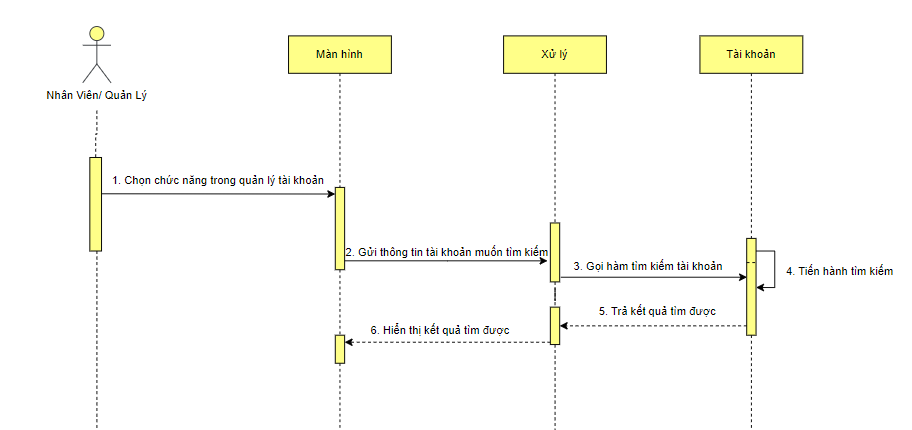 Màn hình
Xử lý
Tài khoản
Nhân Viên/ Quản Lý
1. Chọn chức năng trong quản lý tài khoản
2. Gửi thông tin tài khoản muốn tìm kiếm
3. Gọi hàm tìm kiếm tài khoản
4. Tiến hành tìm kiếm
5. Trả kết quả tìm được
6. Hiển thị kết quả tìm được